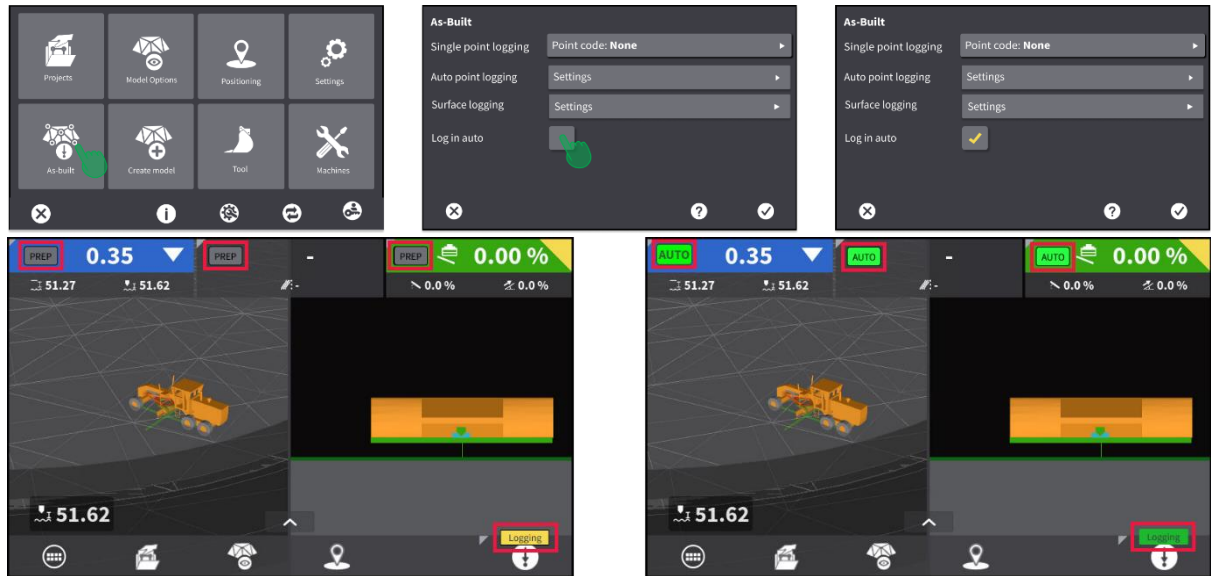 Projects
Model Options
Positioning
Settings
As-built
Create model
Tool
Machines
As-Built
Single point logging Point code: None
Auto point logging Settings
Surface logging Settings
Log in auto
As-Built
Single point logging Point code: None
Auto point logging Settings
Surface logging Settings
Log in auto
PREP 0.35 PREP - PREP 0.00 %
51.27 51.62 :- 0.0 % 0.0 %
51.62
Logging
AUTO 0.35 AUTO - AUTO 0.00 %
51.27 51.62 :- 0.0 % 0.0 %
51.62
Logging